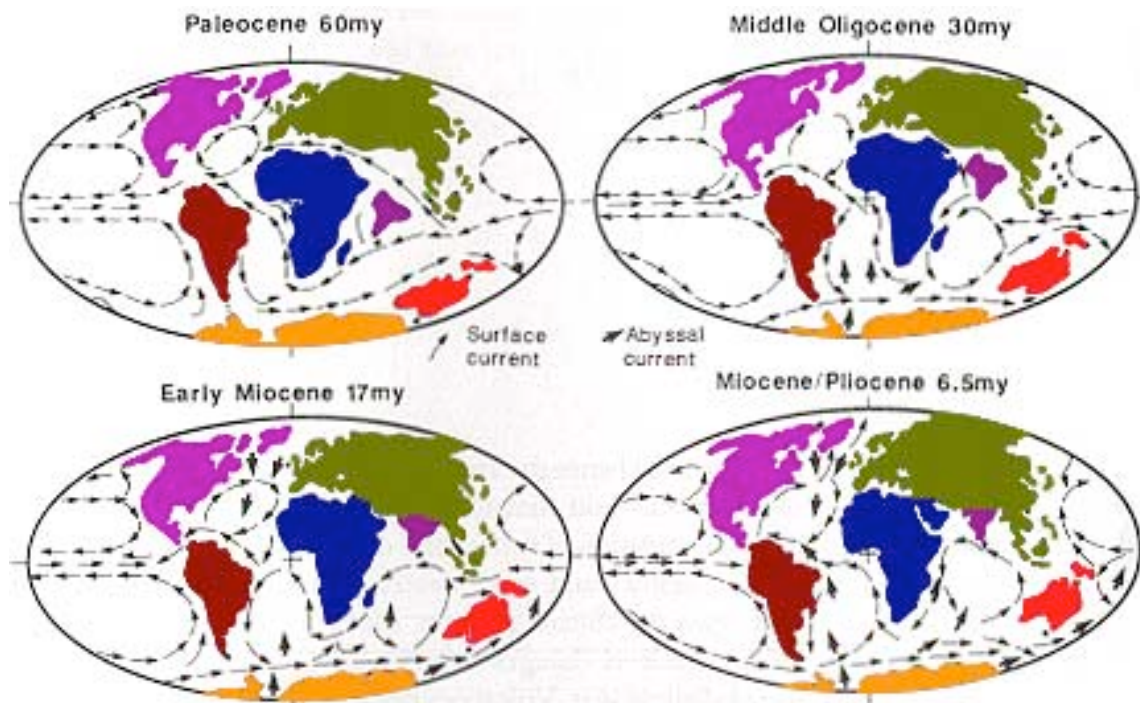 Paleocene 60my
Middle Oligocene 30my
Surface
current
Abyssal
current
Early Miocene 17my
Miocene/Pliocene 6.5my